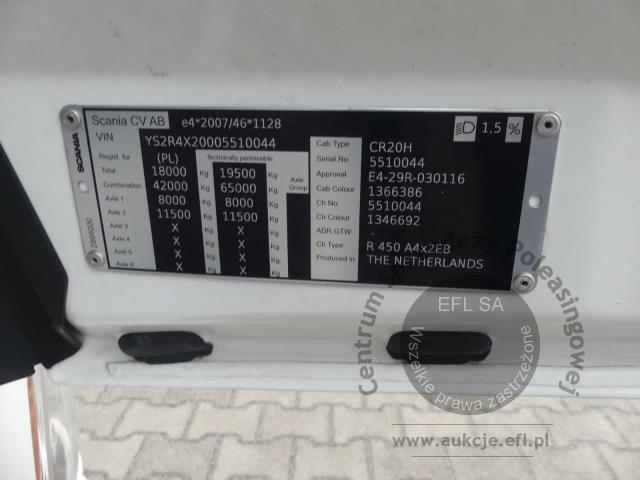 SCANIA
2898000
Scania CV AB e4*2007/46*1128
VIN YS2R4X20005510044
Regist. for (PL) Technically permissible
Total 18000 Kg 19500 Kg
Combination 42000 Kg 65000 Kg Axle Group
Axle 1 8000 Kg 8000 Kg
Axle 2 11500 Kg 11500 Kg
Axle 3 X Kg X Kg
Axle 4 X Kg X Kg
Axle 5 X Kg X Kg
Axle 6 X Kg X Kg
1,5 %
Cab Type CR20H
Serial No. 5510044
Approval E4-29R-030116
Cab Colour 1366386
Ch No. 5510044
Ch Colour 1346692
ADR GTW -
Ch Type R 450 A4x2EB
Produced in THE NETHERLANDS
Centrum Poleasingowej
EFL SA
Wszelkie prawa zastrzeżone
www.aukcje.efl.pl